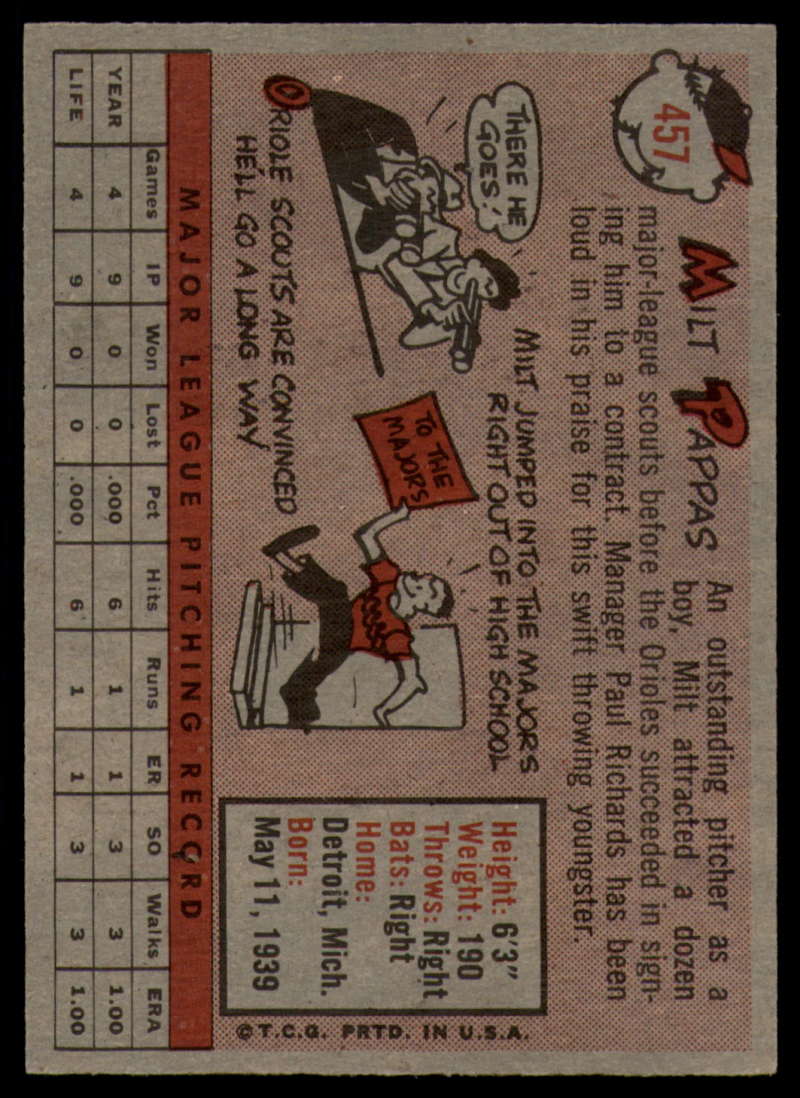 457
MILT PAPPAS
An outstanding pitcher as a
boy, Milt attracted a dozen
major-league scouts before the Orioles succeeded in sign-
ing him to a contract. Manager Paul Richards has been
loud in his praise for this swift throwing youngster.
THERE HE
GOES!
ORIOLE SCOUTS ARE CONVINCED
HE'LL GO A LONG WAY
MILT JUMPED INTO THE MAJORS
RIGHT OUT OF HIGH SCHOOL
TO THE
MAJORS
Height: 6'3"
Weight: 190
Throws: Right
Bats: Right
Home:
Detroit, Mich.
Born:
May 11, 1939
© T.C.G. PRTD. IN U.S.A.
MAJOR LEAGUE PITCHING RECORD
Games IP Won Lost Pct Hits Runs ER SO Walks ERA
YEAR 4 9 0 0 .000 6 1 1 3 3 1.00
LIFE 4 9 0 0 .000 6 1 1 3 3 1.00